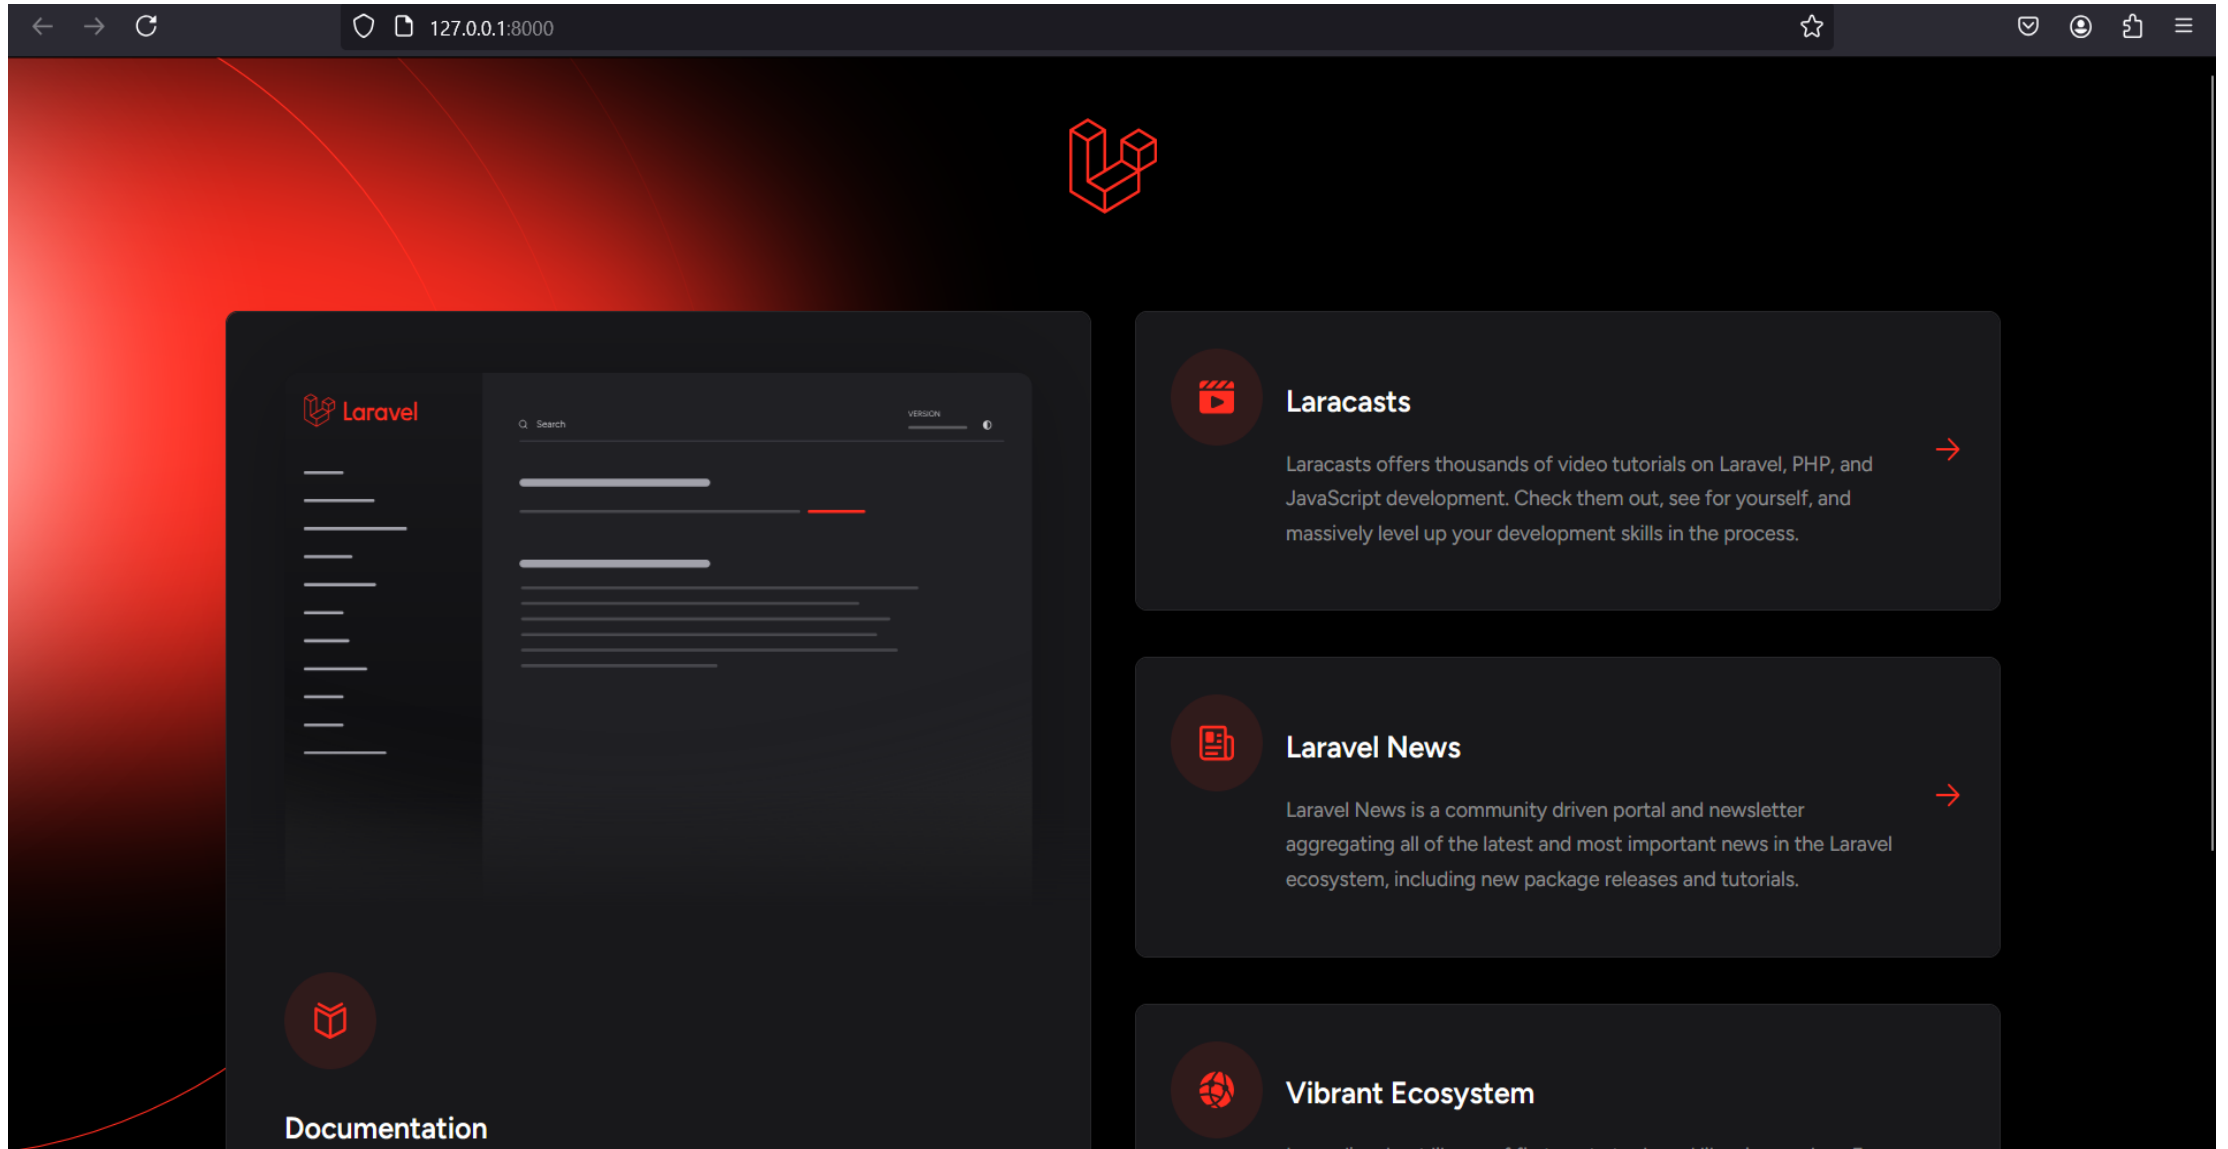 127.0.0.1:8000
Laravel
Search
VERSION
Documentation
Laracasts
Laracasts offers thousands of video tutorials on Laravel, PHP, and
JavaScript development. Check them out, see for yourself, and
massively level up your development skills in the process.
Laravel News
Laravel News is a community driven portal and newsletter
aggregating all of the latest and most important news in the Laravel
ecosystem, including new package releases and tutorials.
Vibrant Ecosystem